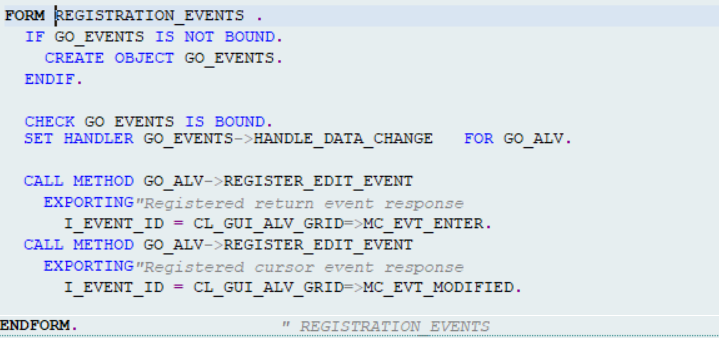 FORM REGISTRATION_EVENTS .
IF GO_EVENTS IS NOT BOUND.
CREATE OBJECT GO_EVENTS.
ENDIF.
CHECK GO_EVENTS IS BOUND.
SET HANDLER GO_EVENTS->HANDLE_DATA_CHANGE FOR GO_ALV.
CALL METHOD GO_ALV->REGISTER_EDIT_EVENT
EXPORTING"Registered return event response
I_EVENT_ID = CL_GUI_ALV_GRID=>MC_EVT_ENTER.
CALL METHOD GO_ALV->REGISTER_EDIT_EVENT
EXPORTING"Registered cursor event response
I_EVENT_ID = CL_GUI_ALV_GRID=>MC_EVT_MODIFIED.
ENDFORM. " REGISTRATION_EVENTS